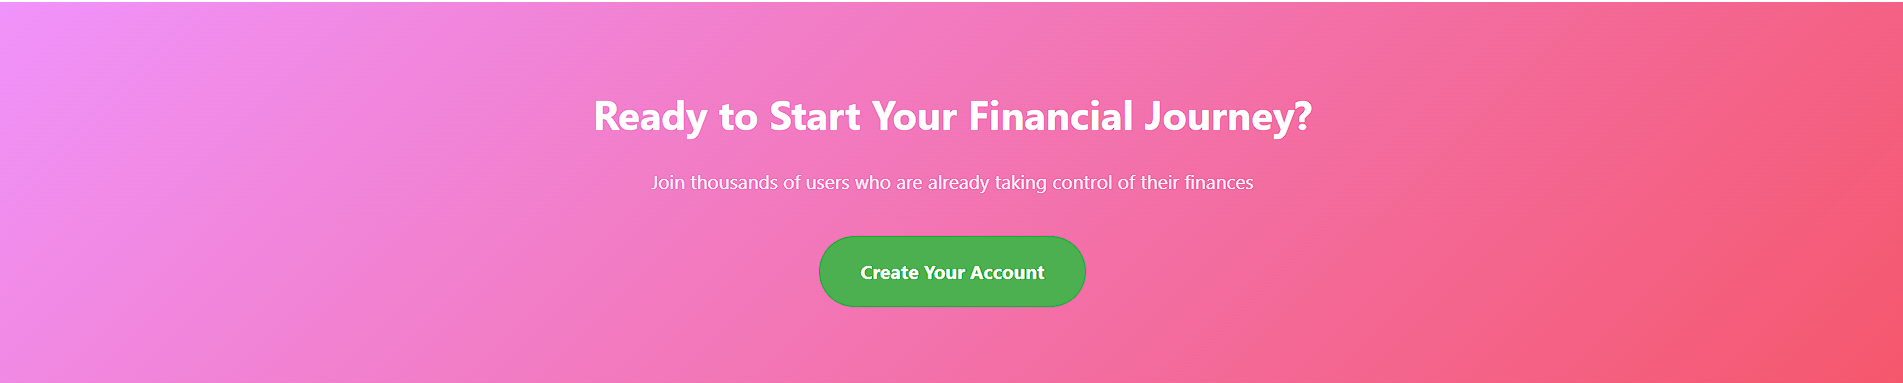 Ready to Start Your Financial Journey?
Join thousands of users who are already taking control of their finances
Create Your Account